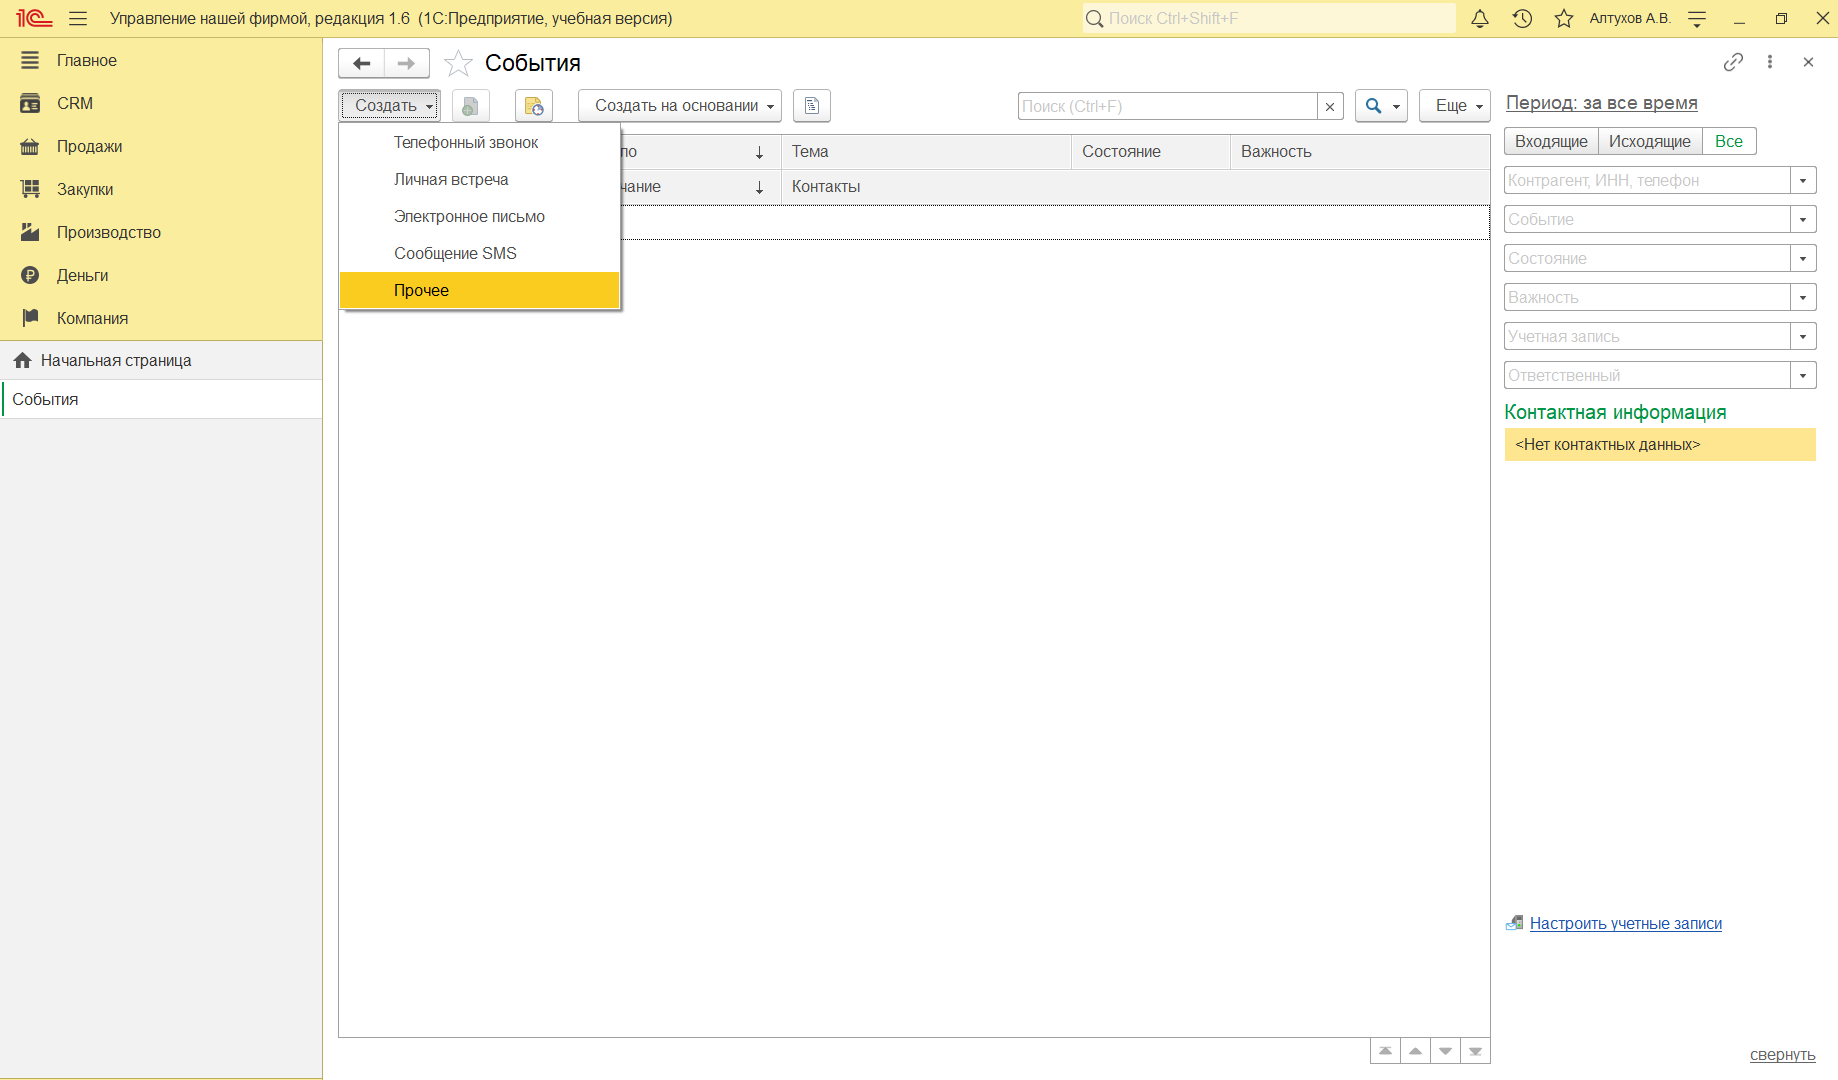 1С Управление нашей фирмой, редакция 1.6 (1С:Предприятие, учебная версия)
Поиск Ctrl+Shift+F
Алтухов А.В.
Главное
CRM
Продажи
Закупки
Производство
Деньги
Компания
Начальная страница
События
События
Создать
Создать на основании
Поиск (Ctrl+F)
Еще
Телефонный звонок
Личная встреча
Электронное письмо
Сообщение SMS
Прочее
Тема
Состояние
Важность
Контакты
Период: за все время
Входящие Исходящие Все
Контрагент, ИНН, телефон
Событие
Состояние
Важность
Учетная запись
Ответственный
Контактная информация
<Нет контактных данных>
Настроить учетные записи
свернуть